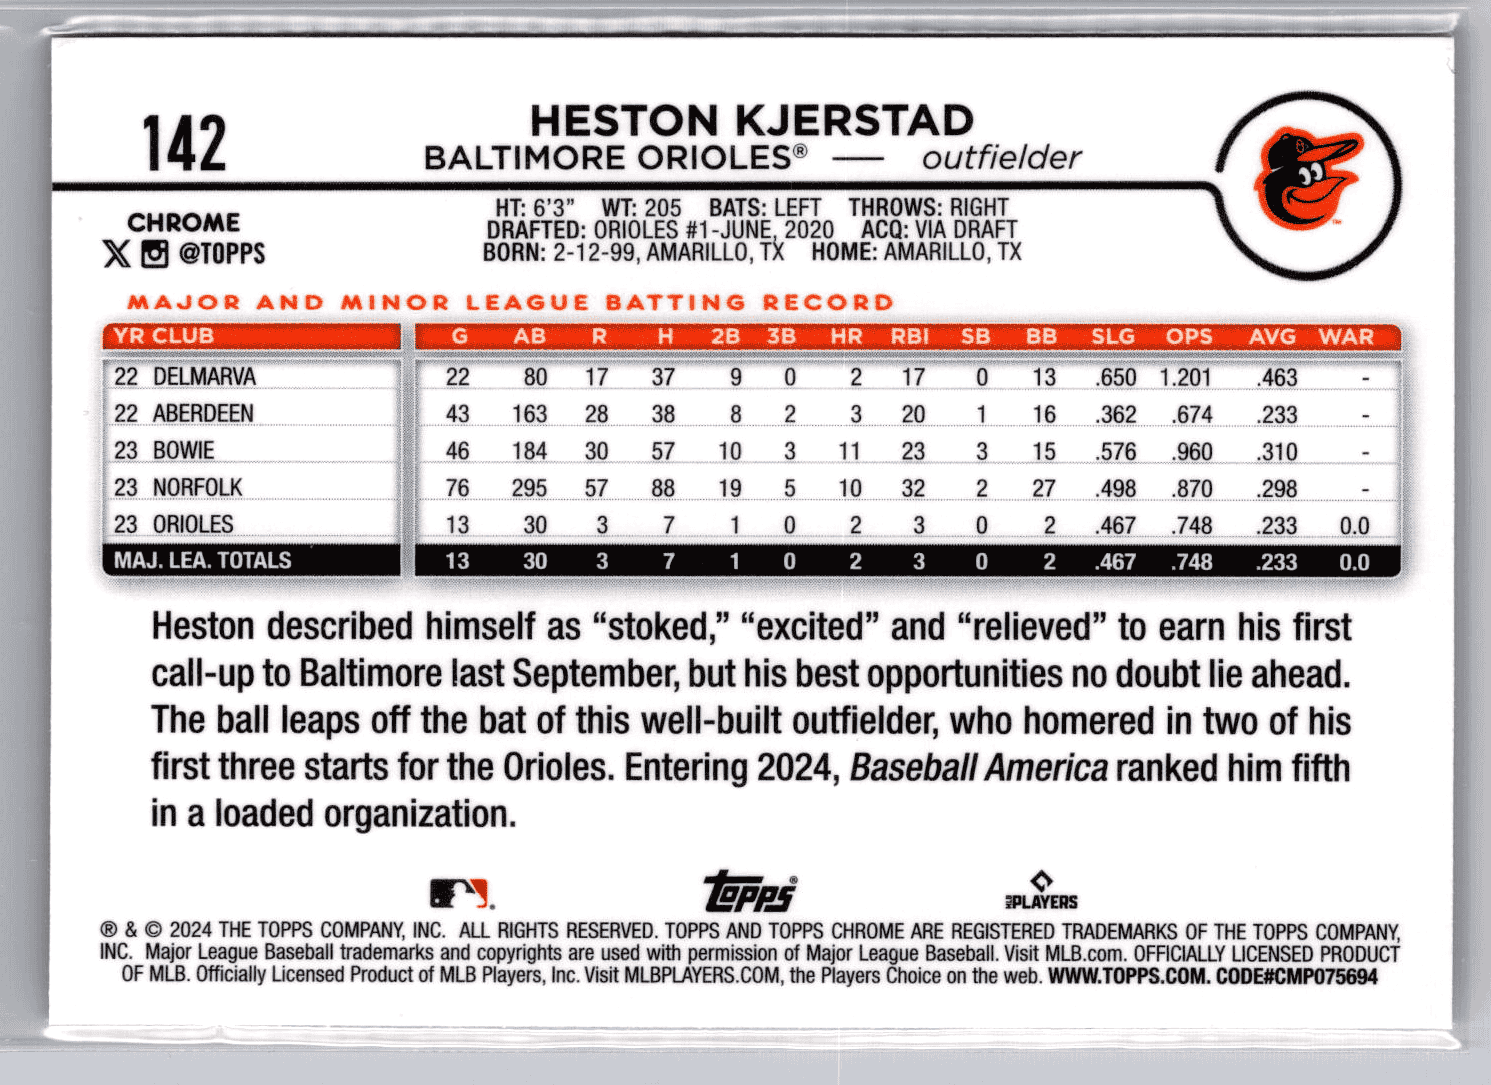 142
HESTON KJERSTAD
BALTIMORE ORIOLES® — outfielder
CHROME
@TOPPS
HT: 6'3" WT: 205 BATS: LEFT THROWS: RIGHT
DRAFTED: ORIOLES #1-JUNE, 2020 ACQ: VIA DRAFT
BORN: 2-12-99, AMARILLO, TX HOME: AMARILLO, TX
MAJOR AND MINOR LEAGUE BATTING RECORD
YR CLUB G AB R H 2B 3B HR RBI SB BB SLG OPS AVG WAR
22 DELMARVA 22 80 17 37 9 0 2 17 0 13 .650 1.201 .463 -
22 ABERDEEN 43 163 28 38 8 2 3 20 1 16 .362 .674 .233 -
23 BOWIE 46 184 30 57 10 3 11 23 3 15 .576 .960 .310 -
23 NORFOLK 76 295 57 88 19 5 10 32 2 27 .498 .870 .298 -
23 ORIOLES 13 30 3 7 1 0 2 3 0 2 .467 .748 .233 0.0
MAJ. LEA. TOTALS 13 30 3 7 1 0 2 3 0 2 .467 .748 .233 0.0
Heston described himself as “stoked,” “excited” and “relieved” to earn his first
call-up to Baltimore last September, but his best opportunities no doubt lie ahead.
The ball leaps off the bat of this well-built outfielder, who homered in two of his
first three starts for the Orioles. Entering 2024, Baseball America ranked him fifth
in a loaded organization.
Topps®
MLB PLAYERS
® & © 2024 THE TOPPS COMPANY, INC. ALL RIGHTS RESERVED. TOPPS AND TOPPS CHROME ARE REGISTERED TRADEMARKS OF THE TOPPS COMPANY,
INC. Major League Baseball trademarks and copyrights are used with permission of Major League Baseball. Visit MLB.com. OFFICIALLY LICENSED PRODUCT
OF MLB. Officially Licensed Product of MLB Players, Inc. Visit MLBPLAYERS.COM, the Players Choice on the web. WWW.TOPPS.COM. CODE#CMP075694